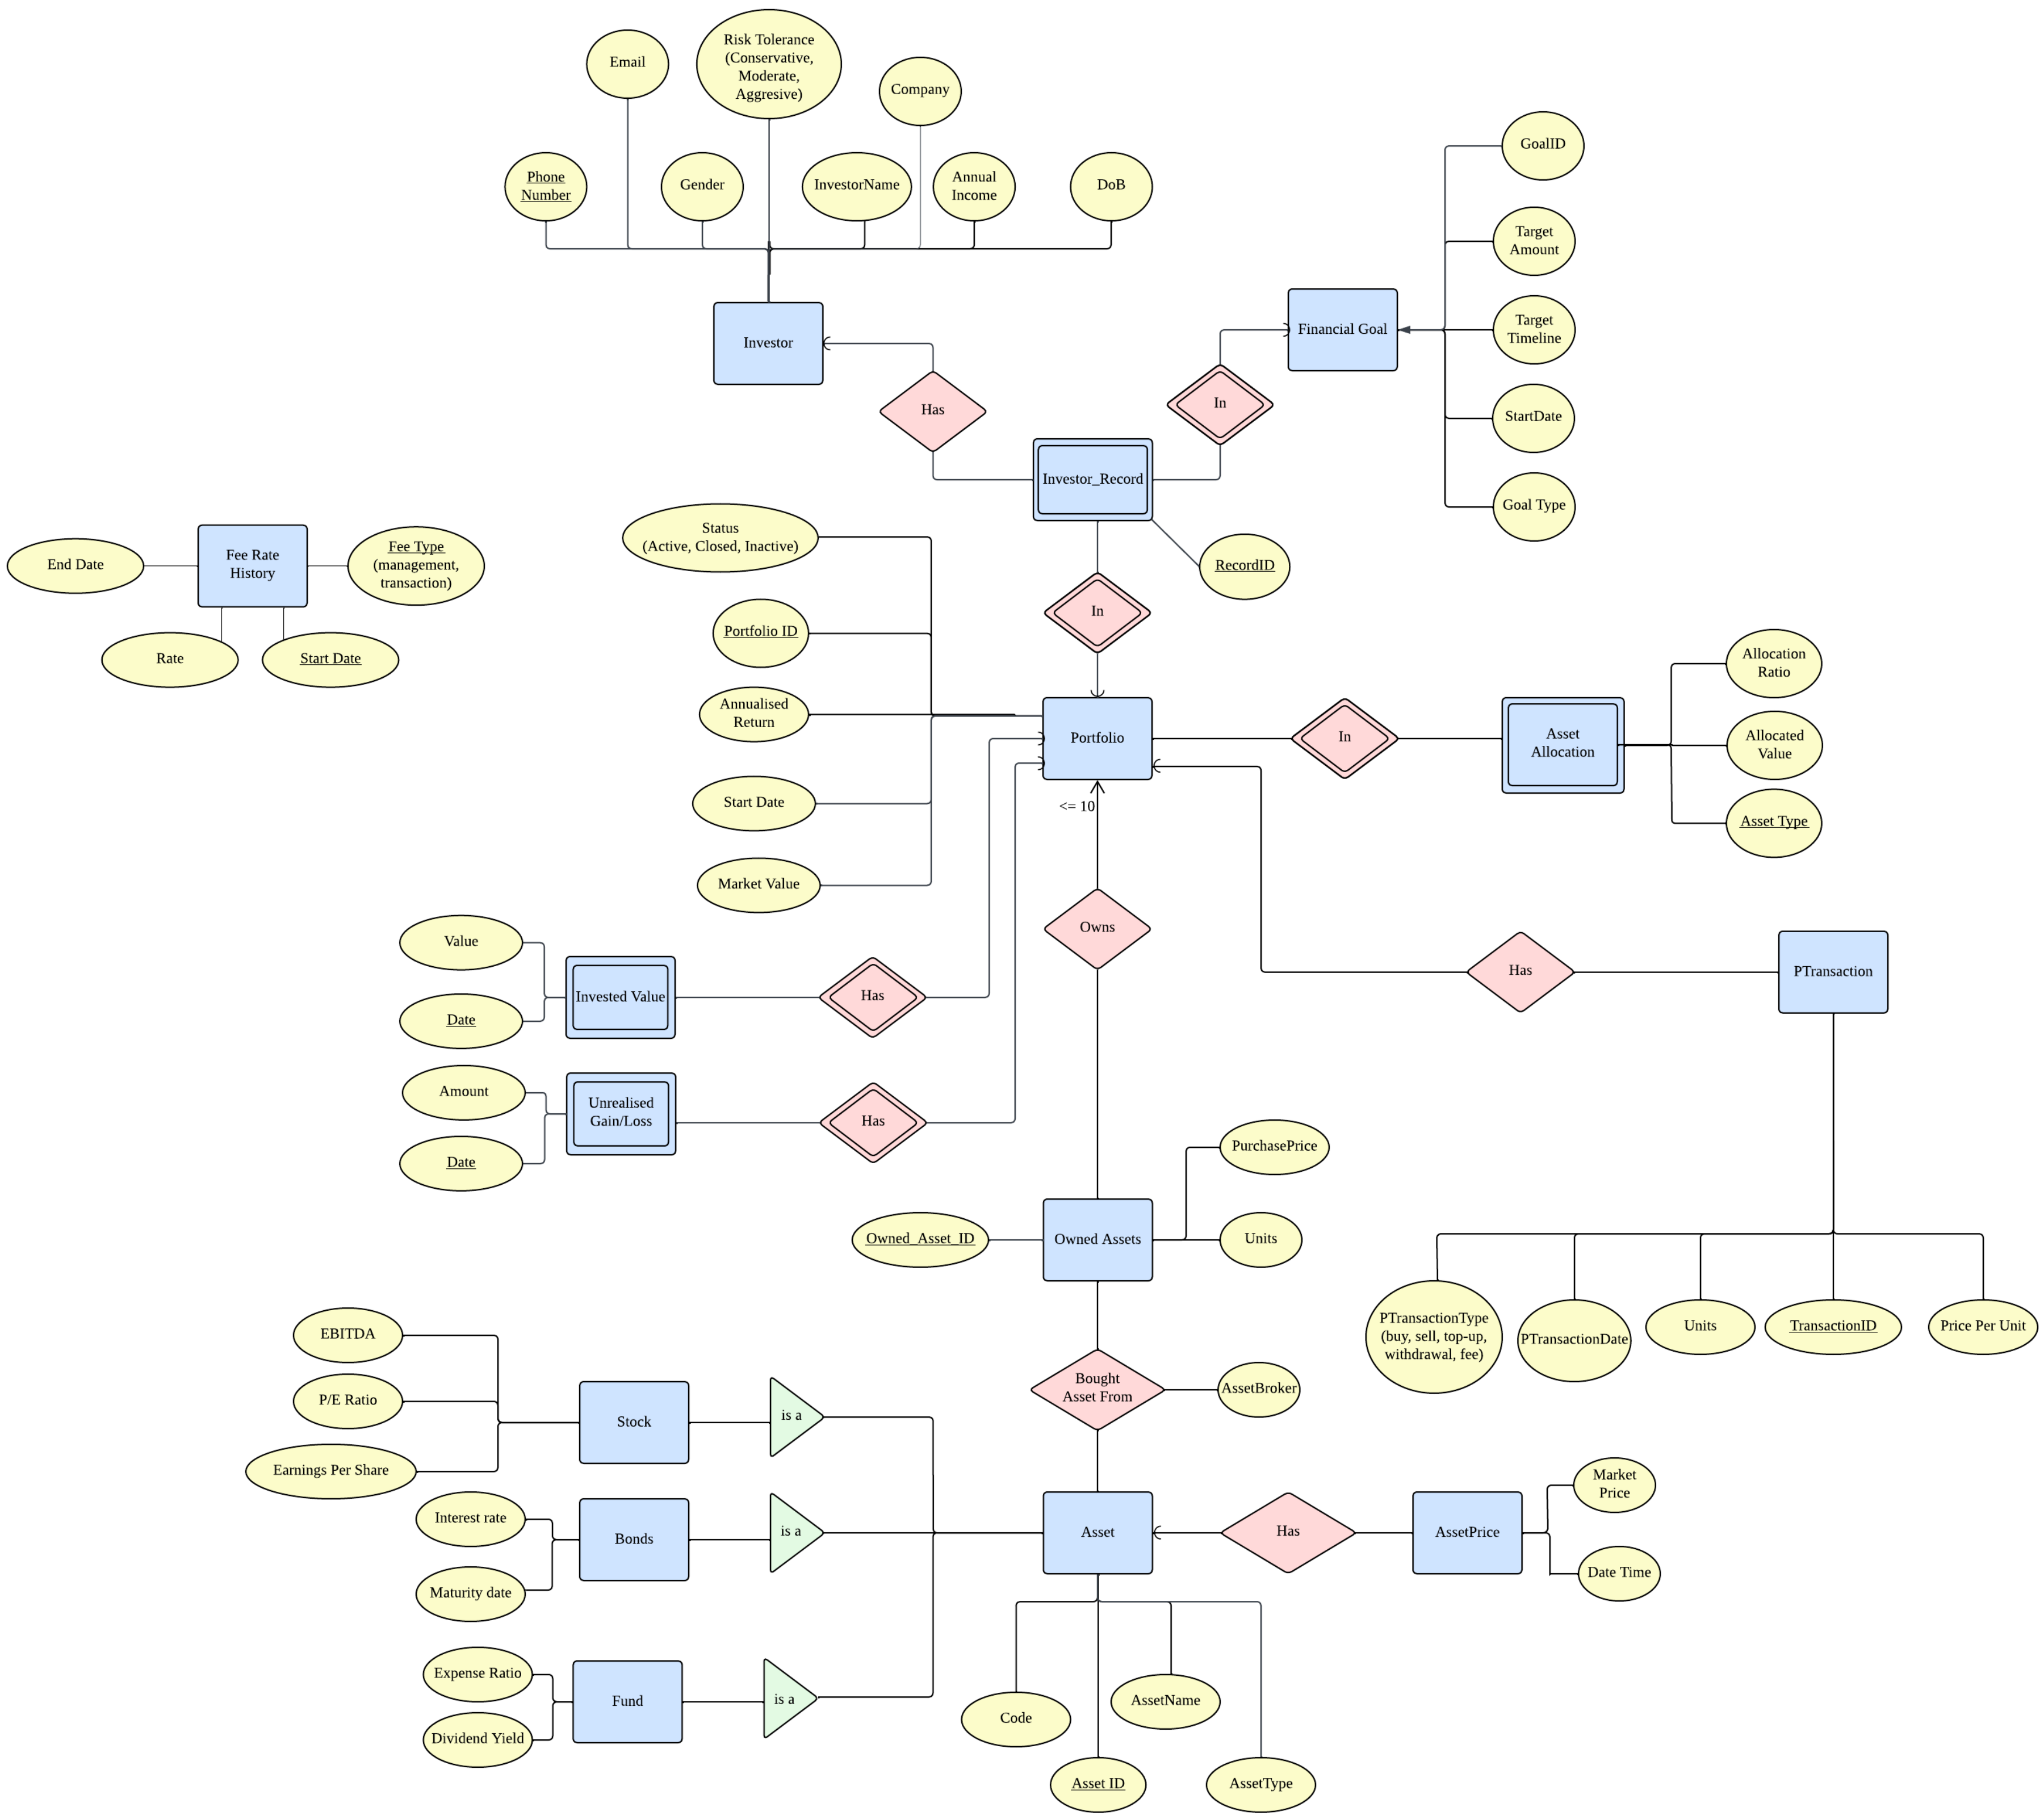 Email
Risk Tolerance
(Conservative,
Moderate,
Aggresive)
Company
Phone
Number
Gender
InvestorName
Annual
Income
DoB
GoalID
Target
Amount
Target
Timeline
StartDate
Goal Type
Financial Goal
Investor
Has
In
Investor_Record
RecordID
In
End Date
Fee Rate
History
Fee Type
(management,
transaction)
Rate
Start Date
Status
(Active, Closed, Inactive)
Portfolio ID
Annualised
Return
Start Date
Market Value
Portfolio
<= 10
In
Asset
Allocation
Allocation
Ratio
Allocated
Value
Asset Type
Owns
Has
PTransaction
Value
Date
Invested Value
Has
Amount
Date
Unrealised
Gain/Loss
Has
PurchasePrice
Owned_Asset_ID
Owned Assets
Units
PTransactionType
(buy, sell, top-up,
withdrawal, fee)
PTransactionDate
Units
TransactionID
Price Per Unit
Bought
Asset From
AssetBroker
EBITDA
P/E Ratio
Earnings Per Share
Stock
is a
Interest rate
Maturity date
Bonds
is a
Asset
Has
AssetPrice
Market
Price
Date Time
Expense Ratio
Dividend Yield
Fund
is a
Code
AssetName
Asset ID
AssetType